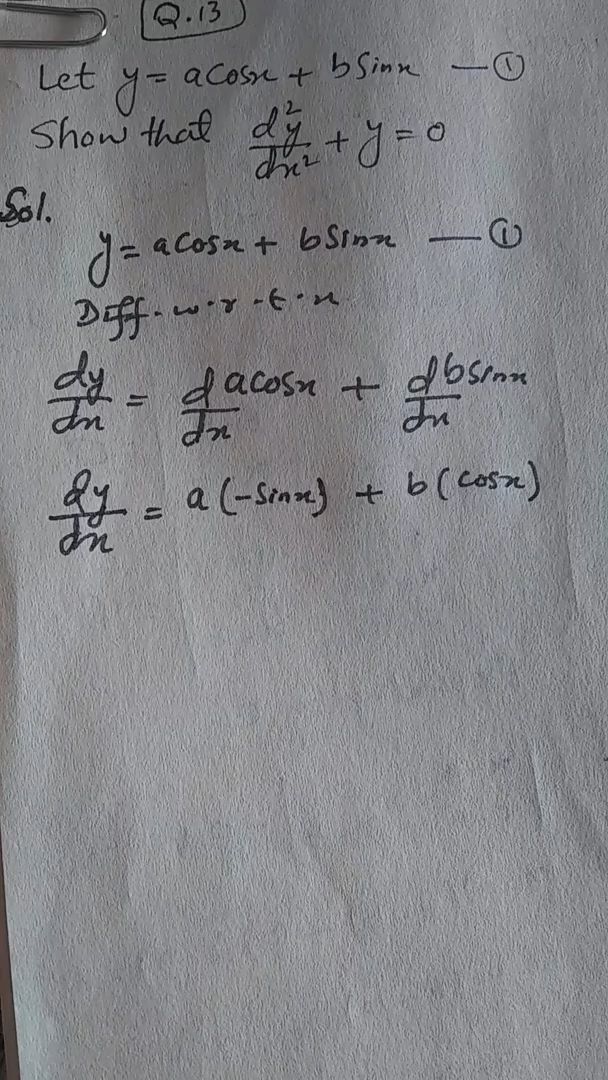 Q.13
Let y = a cosx + b sinx — ①
Show that d²y/dx² + y = 0
Sol.
y = a cosx + b sinx — ①
Diff. w.r.t.x
dy/dx = d/dx a cosx + d/dx b sinx
dy/dx = a (-sinx) + b (cosx)